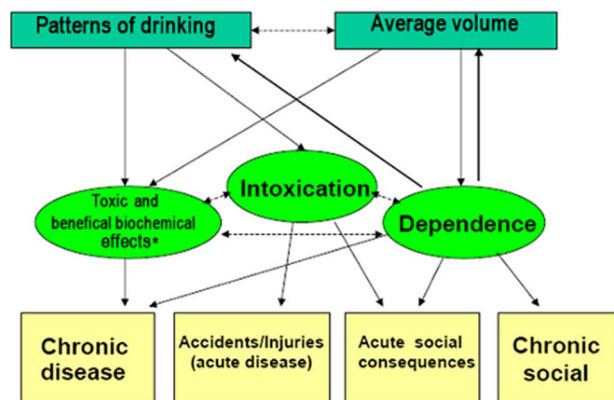 Patterns of drinking
Average volume
Intoxication
Toxic and
benefical biochemical
effects*
Dependence
Chronic
disease
Accidents/Injuries
(acute disease)
Acute social
consequences
Chronic
social